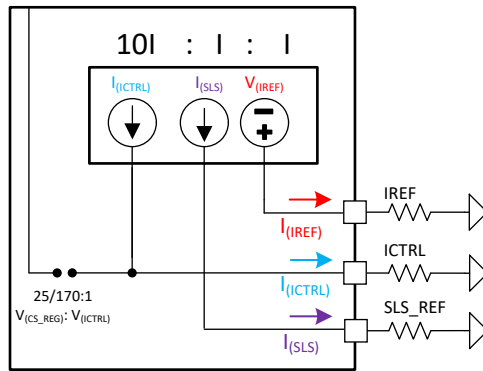 10I : I : I
I(ICTRL) I(SLS) V(IREF)
IREF
I(IREF)
ICTRL
I(ICTRL)
25/170:1
V(CS_REG): V(ICTRL)
SLS_REF
I(SLS)